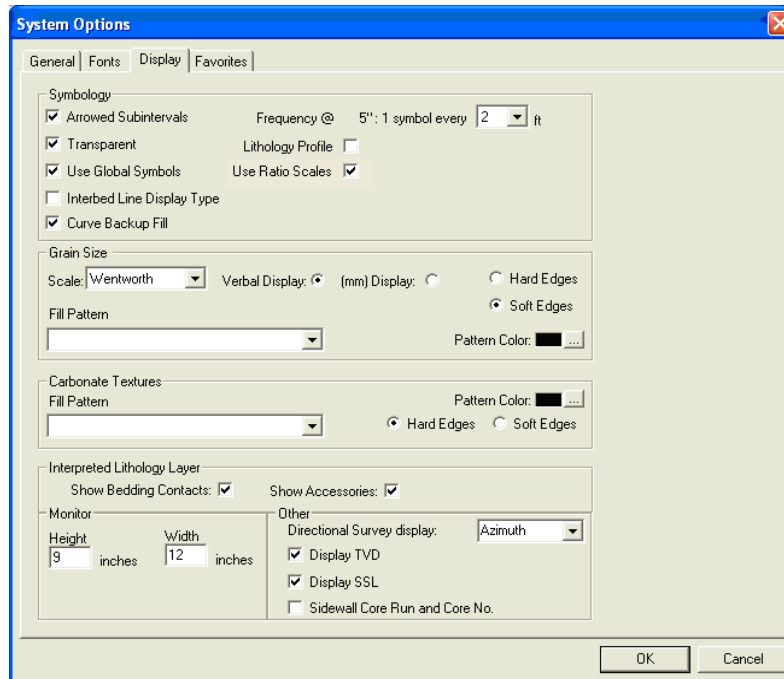 System Options
General Fonts Display Favorites
Symbology
Arrowed Subintervals Frequency @ 5": 1 symbol every 2 ft
Transparent Lithology Profile
Use Global Symbols Use Ratio Scales
Interbed Line Display Type
Curve Backup Fill
Grain Size
Scale: Wentworth Verbal Display: (mm) Display: Hard Edges
Soft Edges
Fill Pattern
Pattern Color: ...
Carbonate Textures
Fill Pattern Pattern Color: ...
Hard Edges Soft Edges
Interpreted Lithology Layer
Show Bedding Contacts: Show Accessories:
Monitor
Height Width
9 inches 12 inches
Other
Directional Survey display: Azimuth
Display TVD
Display SSL
Sidewall Core Run and Core No.
OK Cancel